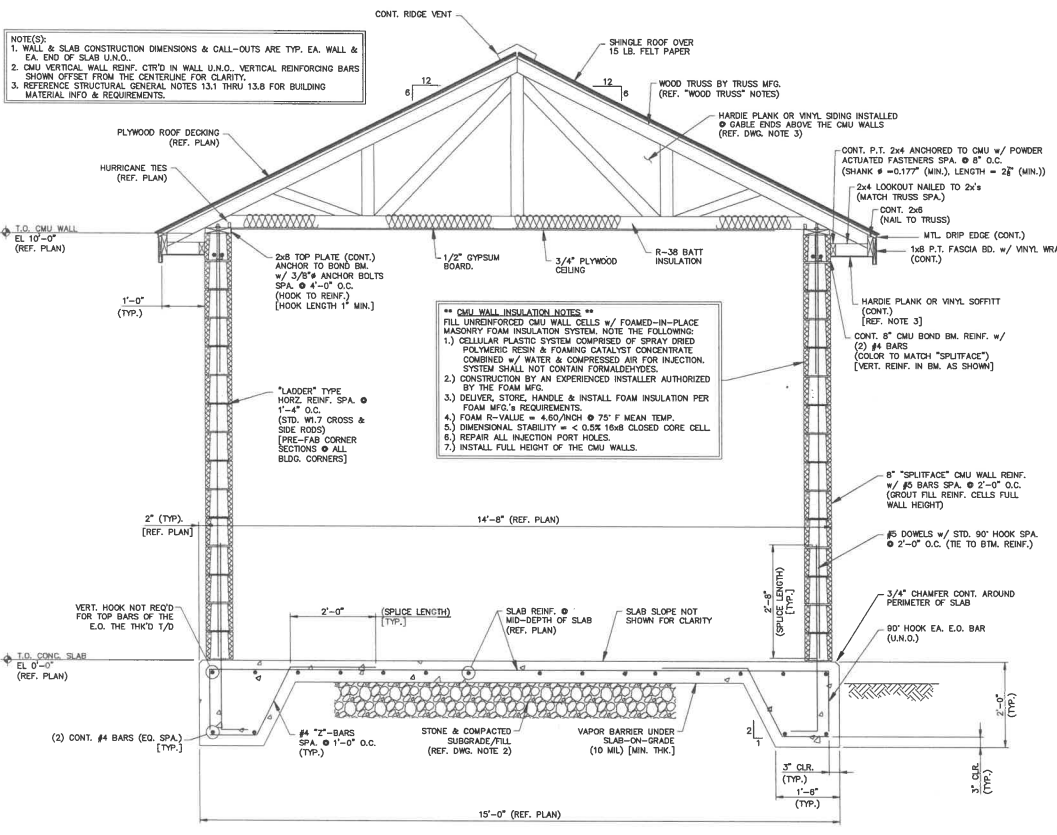 CONT. RIDGE VENT
NOTE(S):
1. WALL & SLAB CONSTRUCTION DIMENSIONS & CALL-OUTS ARE TYP. EA. WALL &
EA. END OF SLAB U.N.O..
2. CMU VERTICAL WALL REINF. CTR'D IN WALL U.N.O.. VERTICAL REINFORCING BARS
SHOWN OFFSET FROM THE CENTERLINE FOR CLARITY.
3. REFERENCE STRUCTURAL GENERAL NOTES 13.1 THRU 13.8 FOR BUILDING
MATERIAL INFO & REQUIREMENTS.
SHINGLE ROOF OVER
15 LB. FELT PAPER
12
6
12
6
WOOD TRUSS BY TRUSS MFG.
(REF. "WOOD TRUSS" NOTES)
HARDIE PLANK OR VINYL SIDING INSTALLED
@ GABLE ENDS ABOVE THE CMU WALLS
(REF. DWG. NOTE 3)
PLYWOOD ROOF DECKING
(REF. PLAN)
HURRICANE TIES
(REF. PLAN)
CONT. P.T. 2x4 ANCHORED TO CMU w/ POWDER
ACTUATED FASTENERS SPA. @ 8" O.C.
(SHANK ø =0.177" (MIN.), LENGTH = 2⅞" (MIN.))
2x4 LOOKOUT NAILED TO 2x's
(MATCH TRUSS SPA.)
CONT. 2x6
(NAIL TO TRUSS)
MTL DRIP EDGE (CONT.)
1x8 P.T. FASCIA BD. w/ VINYL WRA
(CONT.)
T.O. CMU WALL
EL 10'-0"
(REF. PLAN)
2x8 TOP PLATE (CONT.)
ANCHOR TO BOND BM.
w/ 3/8"ø ANCHOR BOLTS
SPA. @ 4'-0" O.C.
(HOOK TO REINF.)
[HOOK LENGTH 1" MIN.]
1/2" GYPSUM
BOARD.
3/4" PLYWOOD
CEILING
R-38 BATT
INSULATION
1'-0"
(TYP.)
HARDIE PLANK OR VINYL SOFFITT
(CONT.)
[REF. NOTE 3]
CONT. 8" CMU BOND BM. REINF. w/
(2) #4 BARS
(COLOR TO MATCH "SPLITFACE")
[VERT. REINF. IN BM. AS SHOWN]
** CMU WALL INSULATION NOTES **
FILL UNREINFORCED CMU WALL CELLS w/ FOAMED-IN-PLACE
MASONRY FOAM INSULATION SYSTEM. NOTE THE FOLLOWING:
1.) CELLULAR PLASTIC SYSTEM COMPRISED OF SPRAY DRIED
POLYMERIC RESIN & FOAMING CATALYST CONCENTRATE
COMBINED w/ WATER & COMPRESSED AIR FOR INJECTION.
SYSTEM SHALL NOT CONTAIN FORMALDEHYDES.
2.) CONSTRUCTION BY AN EXPERIENCED INSTALLER AUTHORIZED
BY THE FOAM MFG.
3.) DELIVER, STORE, HANDLE & INSTALL FOAM INSULATION PER
FOAM MFG.'s REQUIREMENTS.
4.) FOAM R-VALUE = 4.60/INCH @ 75° F MEAN TEMP.
5.) DIMENSIONAL STABILITY = < 0.5% 16x8 CLOSED CORE CELL
6.) REPAIR ALL INJECTION PORT HOLES.
7.) INSTALL FULL HEIGHT OF THE CMU WALLS.
"LADDER" TYPE
HORZ. REINF. SPA. @
1'-4" O.C.
(STD. W1.7 CROSS &
SIDE RODS)
[PRE-FAB CORNER
SECTIONS @ ALL
BLDG. CORNERS]
8" "SPLITFACE" CMU WALL REINF.
w/ #5 BARS SPA. @ 2'-0" O.C.
(GROUT FILL REINF. CELLS FULL
WALL HEIGHT)
2" (TYP).
[REF. PLAN]
14'-8" (REF. PLAN)
#5 DOWELS w/ STD. 90° HOOK SPA.
@ 2'-0" O.C. (TIE TO BTM. REINF.)
2'-8"
(SPLICE LENGTH)
[TYP.]
VERT. HOOK NOT REQ'D
FOR TOP BARS OF THE
E.O. THE THK'D T/D
2'-0"
(SPLICE LENGTH)
[TYP.]
SLAB REINF. @
MID-DEPTH OF SLAB
(REF. PLAN)
SLAB SLOPE NOT
SHOWN FOR CLARITY
3/4" CHAMFER CONT. AROUND
PERIMETER OF SLAB
90° HOOK EA. E.O. BAR
(U.N.O.)
T.O. CONC. SLAB
EL 0'-0"
(REF. PLAN)
(2) CONT. #4 BARS (EQ. SPA.)
[TYP.]
#4 "Z"-BARS
SPA. @ 1'-0" O.C.
(TYP.)
STONE & COMPACTED
SUBGRADE/FILL
(REF. DWG. NOTE 2)
VAPOR BARRIER UNDER
SLAB-ON-GRADE
(10 MIL) [MIN. THK.]
2
1
2'-0"
(TYP.)
3" CLR.
(TYP.)
3" CLR.
(TYP.)
1'-6"
(TYP.)
15'-0" (REF. PLAN)